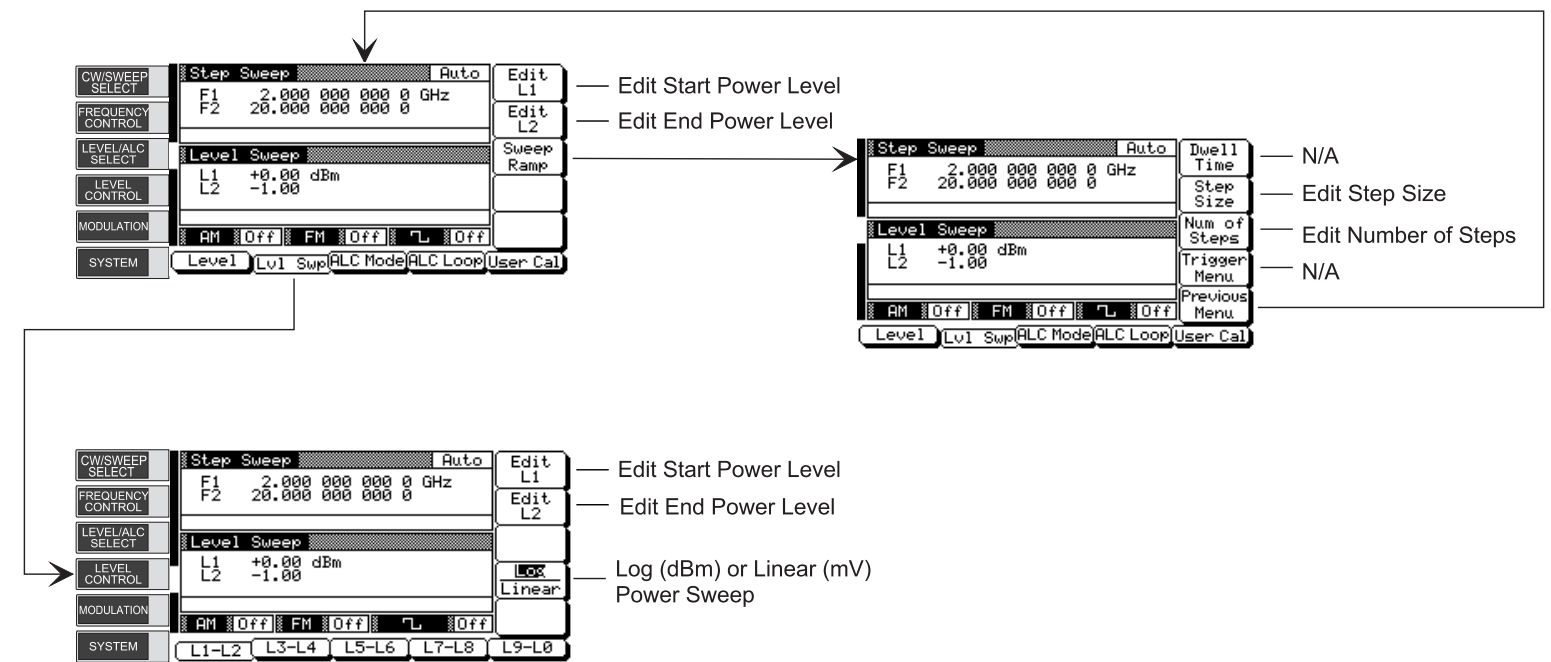 CW/SWEEP
SELECT
FREQUENCY
CONTROL
LEVEL/ALC
SELECT
LEVEL
CONTROL
MODULATION
SYSTEM
Step Sweep Auto
F1 2.000 000 000 0 GHz
F2 20.000 000 000 0
Level Sweep
L1 +0.00 dBm
L2 -1.00
AM Off FM Off Off
Level Lvl Swp ALC Mode ALC Loop User Cal
Edit
L1
Edit
L2
Sweep
Ramp
Edit Start Power Level
Edit End Power Level
Step Sweep Auto
F1 2.000 000 000 0 GHz
F2 20.000 000 000 0
Level Sweep
L1 +0.00 dBm
L2 -1.00
AM Off FM Off Off
Level Lvl Swp ALC Mode ALC Loop User Cal
Dwell
Time
Step
Size
Num of
Steps
Trigger
Menu
Previous
Menu
N/A
Edit Step Size
Edit Number of Steps
N/A
CW/SWEEP
SELECT
FREQUENCY
CONTROL
LEVEL/ALC
SELECT
LEVEL
CONTROL
MODULATION
SYSTEM
Step Sweep Auto
F1 2.000 000 000 0 GHz
F2 20.000 000 000 0
Level Sweep
L1 +0.00 dBm
L2 -1.00
AM Off FM Off Off
L1-L2 L3-L4 L5-L6 L7-L8 L9-L0
Edit
L1
Edit
L2
Log
Linear
Edit Start Power Level
Edit End Power Level
Log (dBm) or Linear (mV)
Power Sweep